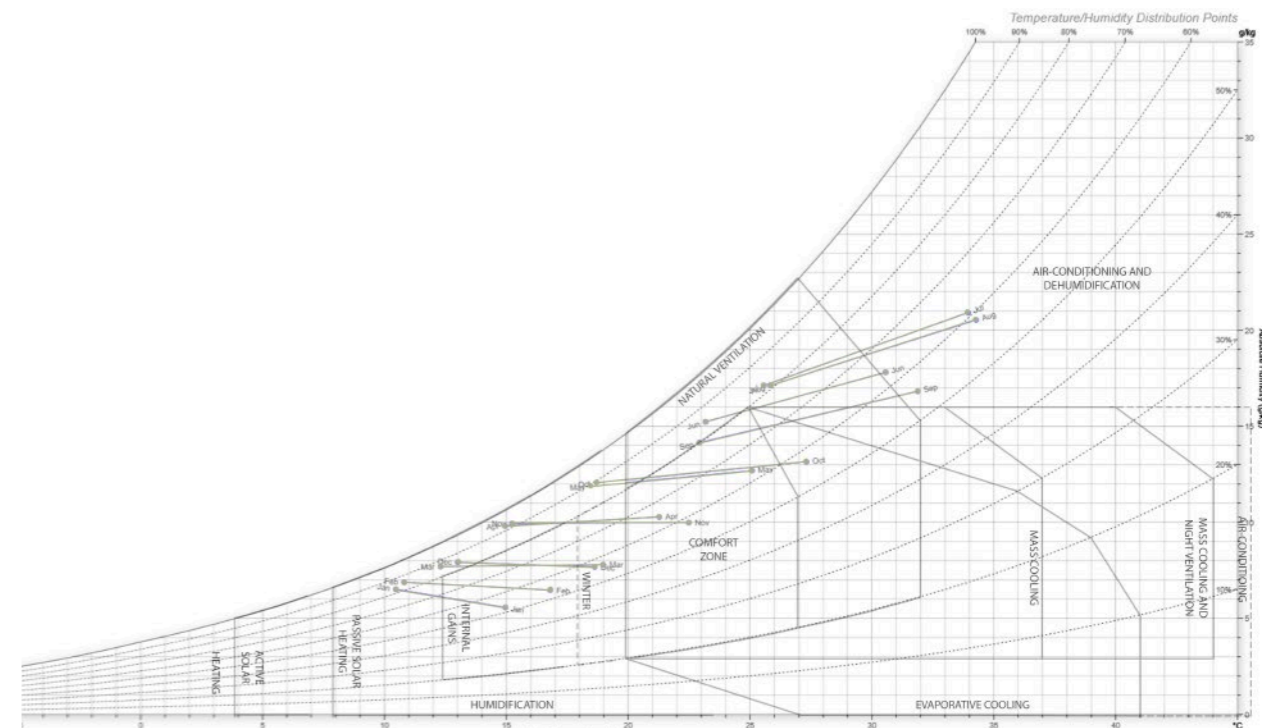 Temperature/Humidity Distribution Points
100% 90% 80% 70% 60% g/kg
35
50%
30
40%
25
AIR-CONDITIONING AND
DEHUMIDIFICATION
Jul
Aug
20
NATURAL VENTILATION
30%
Jun
Sep
Jun
15
Sep
Oct
May
20%
10
Apr
Nov
COMFORT
ZONE
MASS COOLING
MASS COOLING AND
NIGHT VENTILATION
AIR-CONDITIONING
Mar
Feb
Feb
WINTER
10%
Jan
Jan
INTERNAL
GAINS
PASSIVE SOLAR
HEATING
ACTIVE
SOLAR
HEATING
5
HUMIDIFICATION
EVAPORATIVE COOLING
0
0 5 10 15 20 25 30 35 40 °C